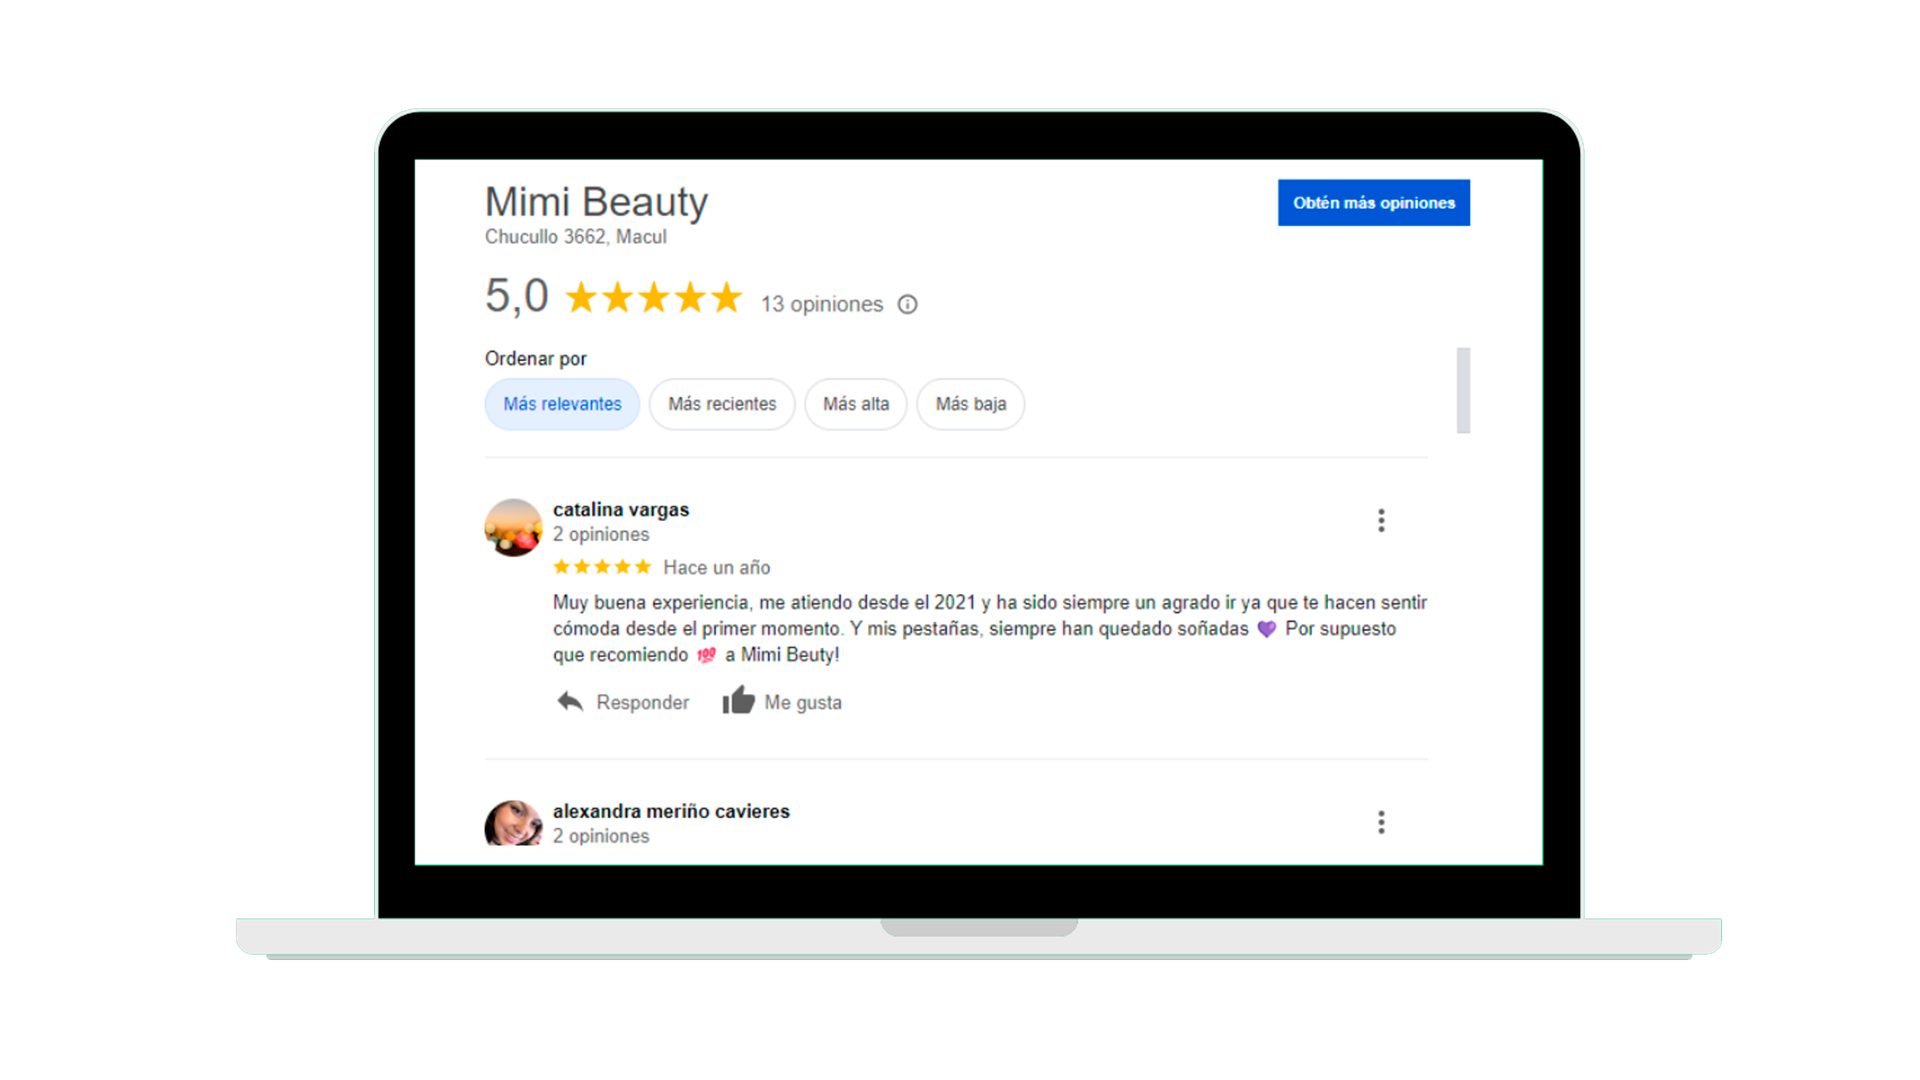 Mimi Beauty
Obtén más opiniones
Chucullo 3662, Macul
5,0 13 opiniones
Ordenar por
Más relevantes Más recientes Más alta Más baja
catalina vargas
2 opiniones
Hace un año
Muy buena experiencia, me atiendo desde el 2021 y ha sido siempre un agrado ir ya que te hacen sentir
cómoda desde el primer momento. Y mis pestañas, siempre han quedado soñadas 💜 Por supuesto
que recomiendo 💯 a Mimi Beuty!
Responder Me gusta
alexandra meriño cavieres
2 opiniones